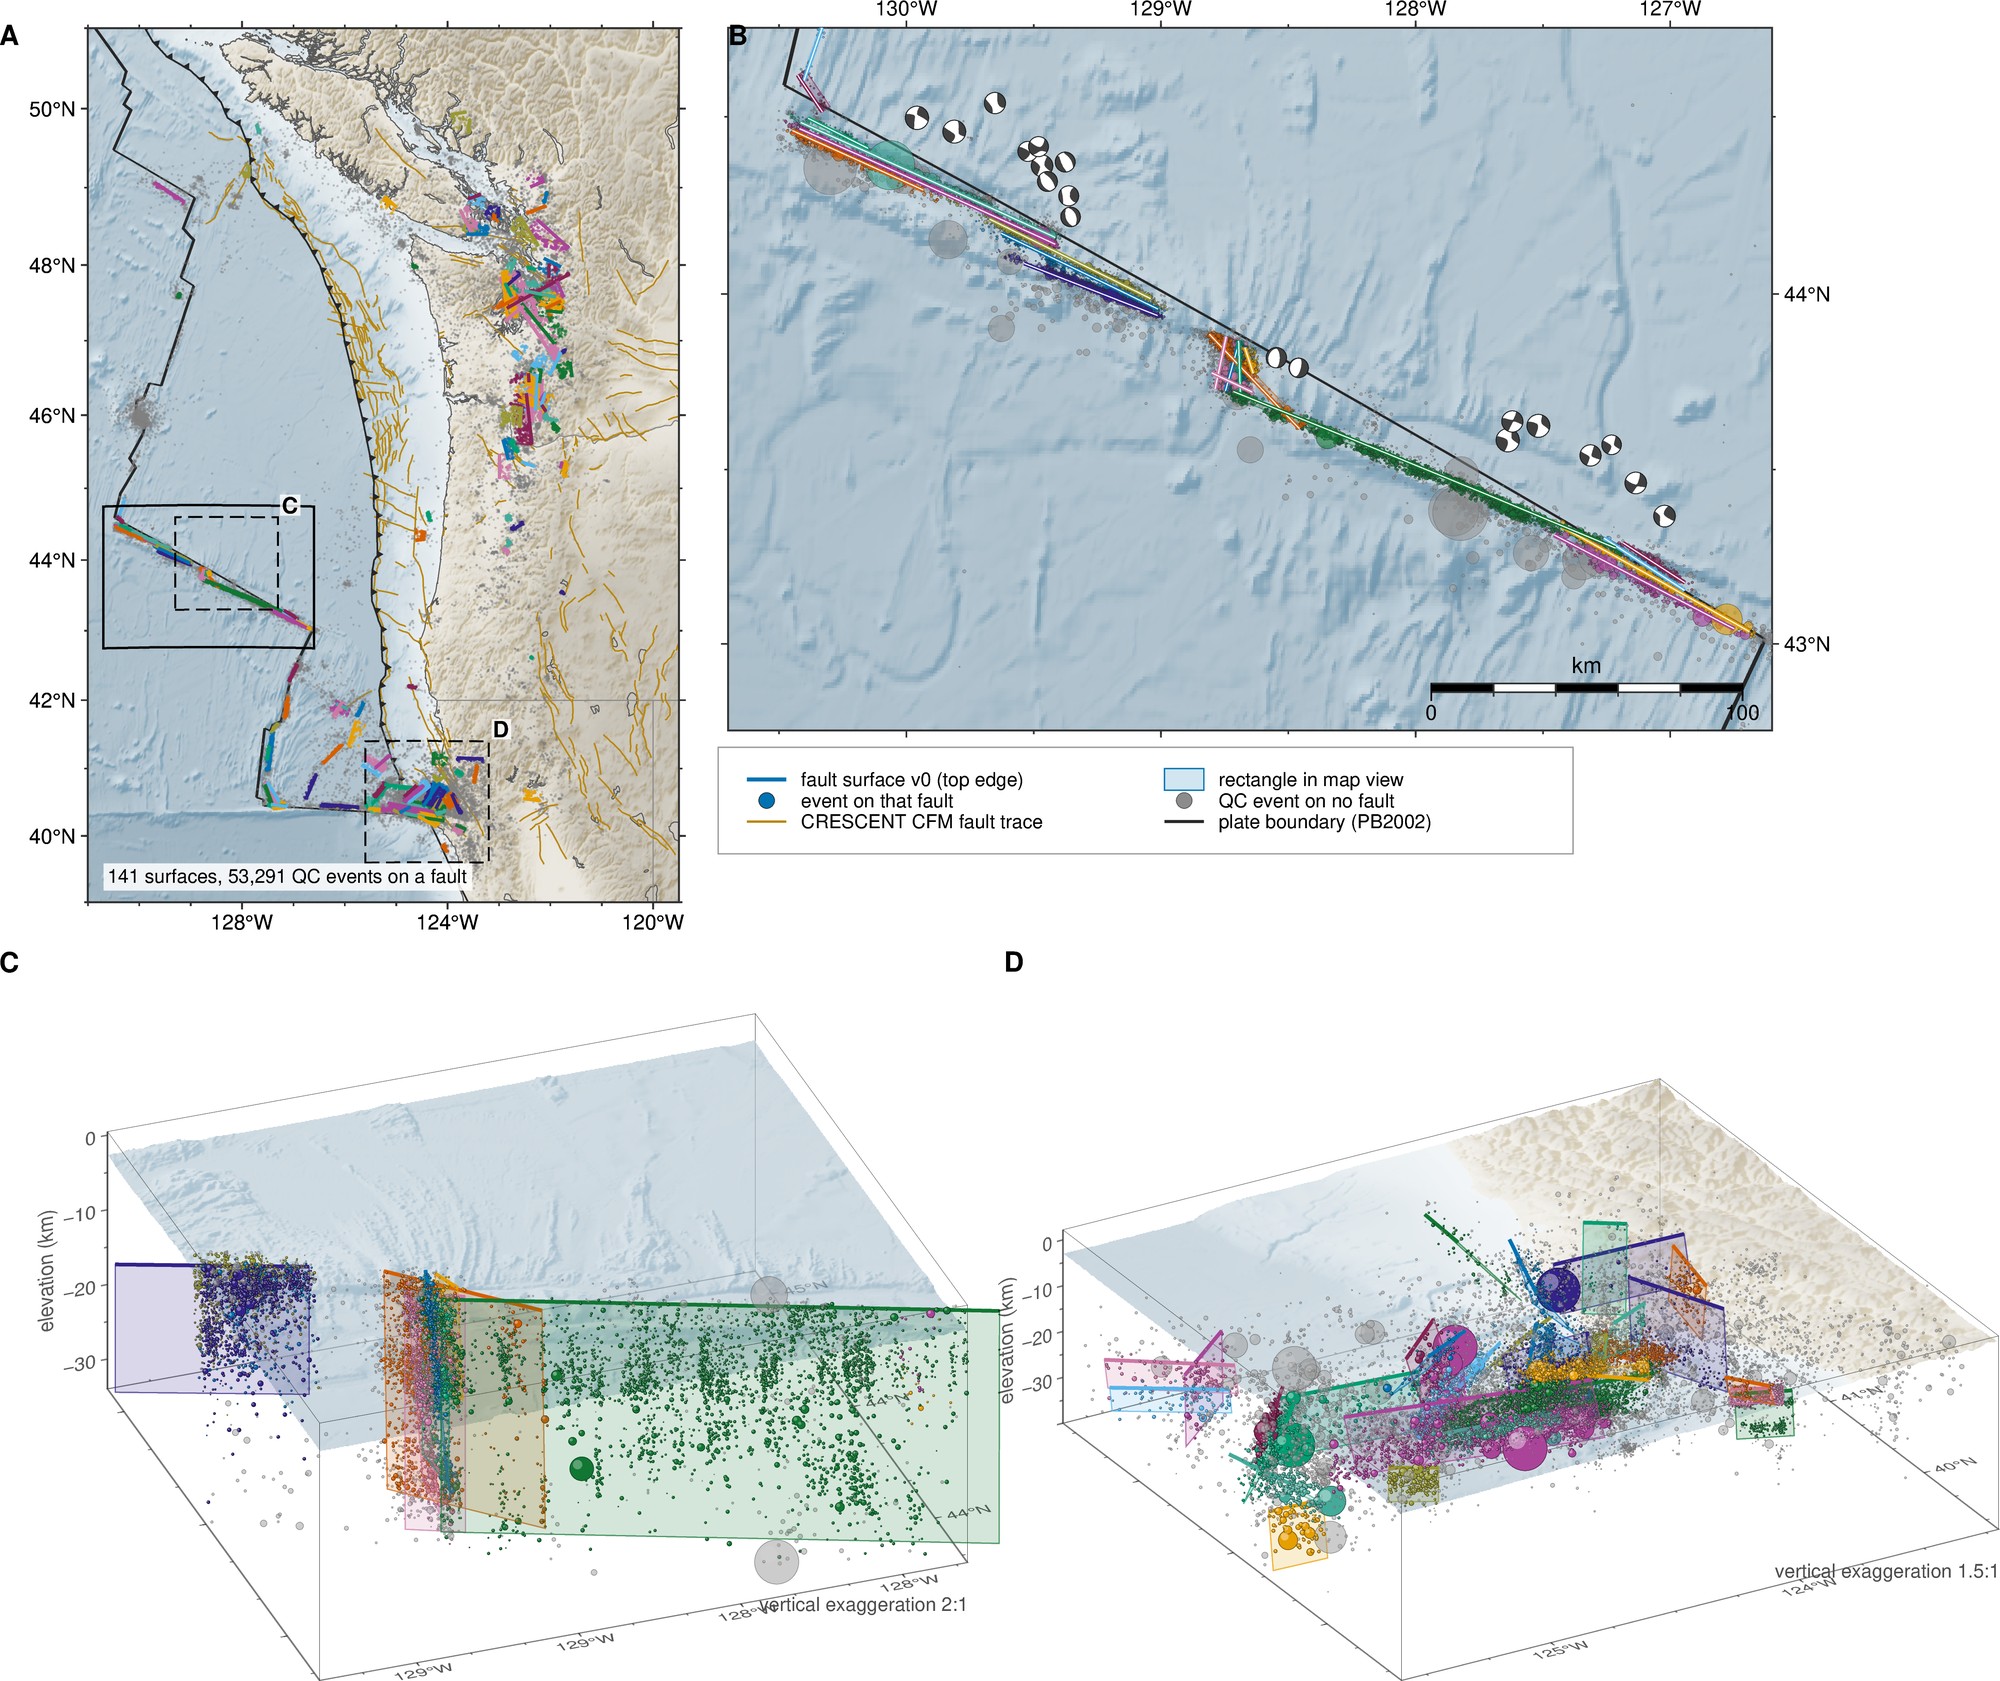 A
50°N
48°N
46°N
44°N
42°N
40°N
C
D
B
141 surfaces, 53,291 QC events on a fault
128°W
124°W
120°W
B
130°W
129°W
128°W
127°W
44°N
43°N
km
0
100
fault surface v0 (top edge)
event on that fault
CRESCENT CFM fault trace
rectangle in map view
QC event on no fault
plate boundary (PB2002)
C
0
−10
−20
−30
elevation (km)
44°N
44°N
128°W
128°W
129°W
129°W
vertical exaggeration 2:1
D
0
−10
−20
−30
elevation (km)
41°N
40°N
124°W
125°W
vertical exaggeration 1.5:1